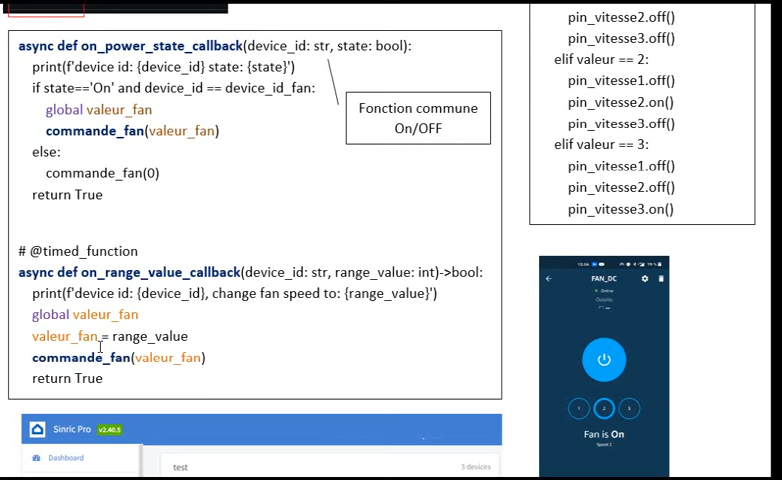 async def on_power_state_callback(device_id: str, state: bool):
print(f'device id: {device_id} state: {state}')
if state=='On' and device_id == device_id_fan:
global valeur_fan
commande_fan(valeur_fan)
else:
commande_fan(0)
return True
Fonction commune
On/OFF
# @timed_function
async def on_range_value_callback(device_id: str, range_value: int)->bool:
print(f'device id: {device_id}, change fan speed to: {range_value}')
global valeur_fan
valeur_fan = range_value
commande_fan(valeur_fan)
return True
pin_vitesse2.off()
pin_vitesse3.off()
elif valeur == 2:
pin_vitesse1.off()
pin_vitesse2.on()
pin_vitesse3.off()
elif valeur == 3:
pin_vitesse1.off()
pin_vitesse2.off()
pin_vitesse3.on()
FAN_DC
Online
1 2 3
Fan is On
Speed 2
Sinric Pro v2.40.5
Dashboard
test
3 devices